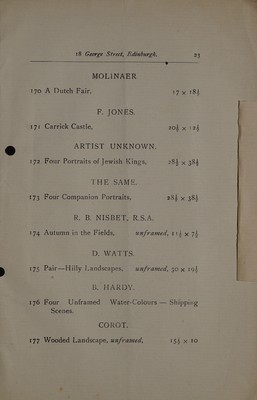 18 George Street, Edinburgh. 25
MOLINAER
170 A Dutch Fair, 17 x 18½
F. JONES.
171 Carrick Castle, 20½ x 12½
ARTIST UNKNOWN.
172 Four Portraits of Jewish Kings, 28½ x 38½
THE SAME.
173 Four Companion Portraits, 28½ x 38½
R. B. NISBET, R.S.A.
174 Autumn in the Fields, unframed, 11½ x 7½
D. WATTS.
175 Pair—Hilly Landscapes, unframed, 30 x 19½
B. HARDY.
176 Four Unframed Water-Colours — Shipping
Scenes.
COROT.
177 Wooded Landscape, unframed, 15½ x 10